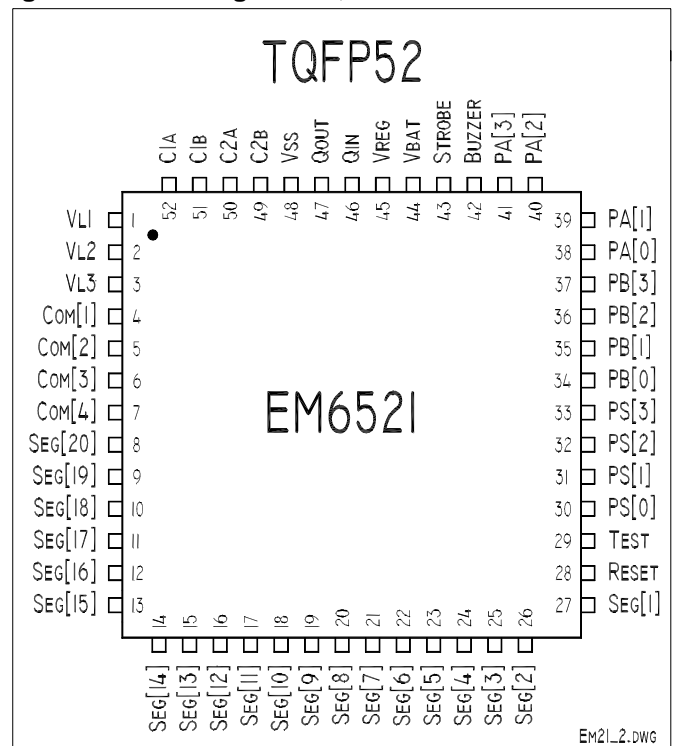 TQFP52
C1A C1B C2A C2B VSS QOUT QIN VREG VBAT STROBE BUZZER PA[3] PA[2]
52 51 50 49 48 47 46 45 44 43 42 41 40
VL1 1 39 PA[1]
VL2 2 38 PA[0]
VL3 3 37 PB[3]
COM[1] 4 36 PB[2]
COM[2] 5 35 PB[1]
COM[3] 6 34 PB[0]
COM[4] 7 33 PS[3]
EM6521
SEG[20] 8 32 PS[2]
SEG[19] 9 31 PS[1]
SEG[18] 10 30 PS[0]
SEG[17] 11 29 TEST
SEG[16] 12 28 RESET
SEG[15] 13 27 SEG[1]
14 15 16 17 18 19 20 21 22 23 24 25 26
SEG[14] SEG[13] SEG[12] SEG[11] SEG[10] SEG[9] SEG[8] SEG[7] SEG[6] SEG[5] SEG[4] SEG[3] SEG[2]
EM21_2.DWG